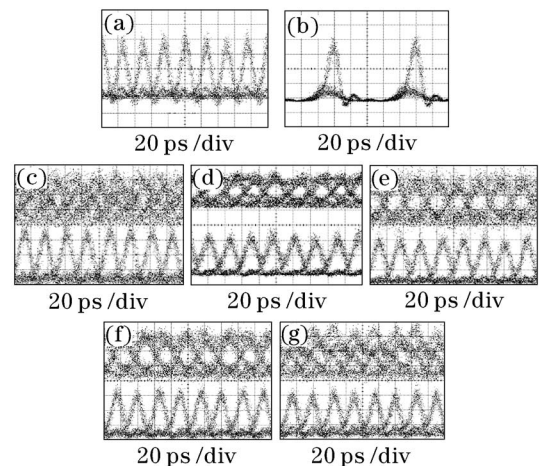 (a) (b)
20 ps /div 20 ps /div
(c) (d) (e)
20 ps /div 20 ps /div 20 ps /div
(f) (g)
20 ps /div 20 ps /div